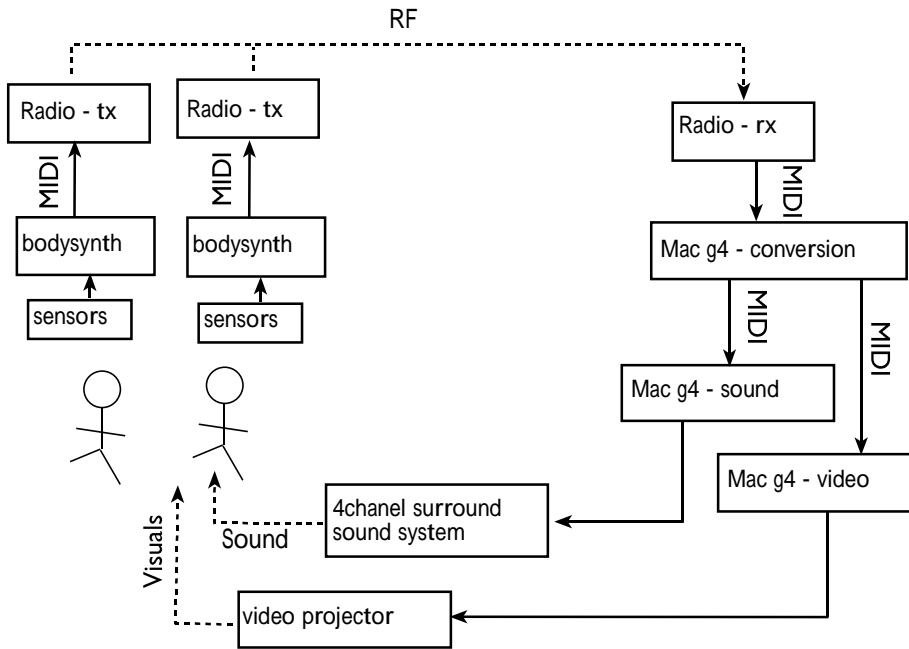 RF
Radio - tx
Radio - tx
Radio - rx
MIDI
MIDI
MIDI
bodysynth
bodysynth
Mac g4 - conversion
sensors
sensors
MIDI
MIDI
Mac g4 - sound
Mac g4 - video
4chanel surround
sound system
Sound
Visuals
video projector